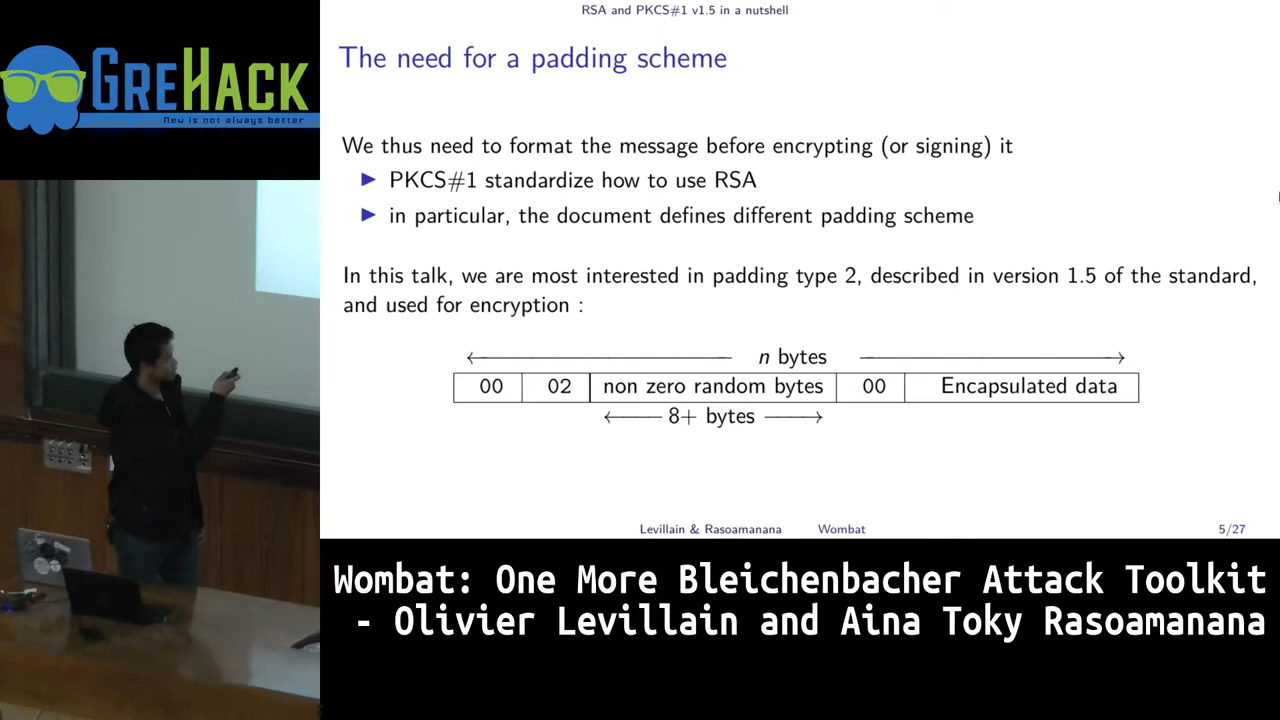 RSA and PKCS#1 v1.5 in a nutshell
GREHACK
New is not always better
The need for a padding scheme
We thus need to format the message before encrypting (or signing) it
PKCS#1 standardize how to use RSA
in particular, the document defines different padding scheme
In this talk, we are most interested in padding type 2, described in version 1.5 of the standard,
and used for encryption :
n bytes
00 02 non zero random bytes 00 Encapsulated data
8+ bytes
Levillain & Rasoamanana Wombat 5/27
Wombat: One More Bleichenbacher Attack Toolkit
- Olivier Levillain and Aina Toky Rasoamanana